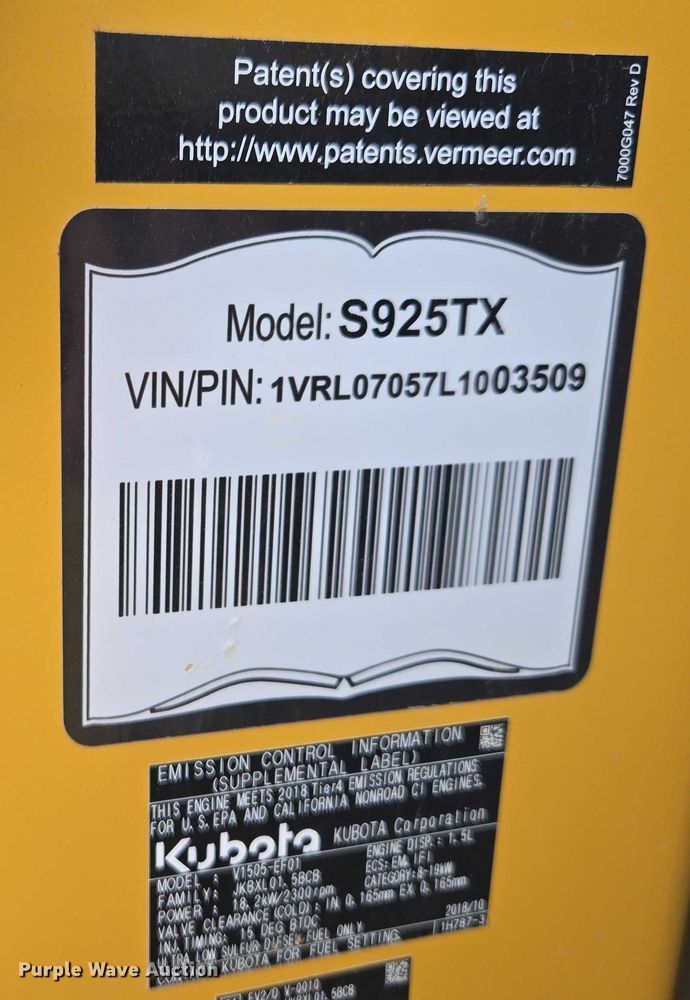 Patent(s) covering this
product may be viewed at
http://www.patents.vermeer.com
7000G047 Rev D
Model: S925TX
VIN/PIN: 1VRL07057L1003509
EMISSION CONTROL INFORMATION
(SUPPLEMENTAL LABEL)
THIS ENGINE MEETS 2018 Tier4 EMISSION REGULATIONS
FOR U.S. EPA AND CALIFORNIA NONROAD CI ENGINES.
Kubota KUBOTA Corporation
MODEL : V1505-EF01 ENGINE DISP.: 1.5L
FAMILY: JKBXL01.5BCB ECS: EM, IFI
POWER : 18.2kW/2300rpm CATEGORY: 8-19kW
VALVE CLEARANCE (COLD): IN 0.165mm EX 0.165mm
INJ. TIMING: 15 DEG BTDC 2018/10
ULTRA LOW SULFUR DIESEL FUEL ONLY 1H787-3
KUBOTA FOR FUEL SETTING.
Purple Wave Auction